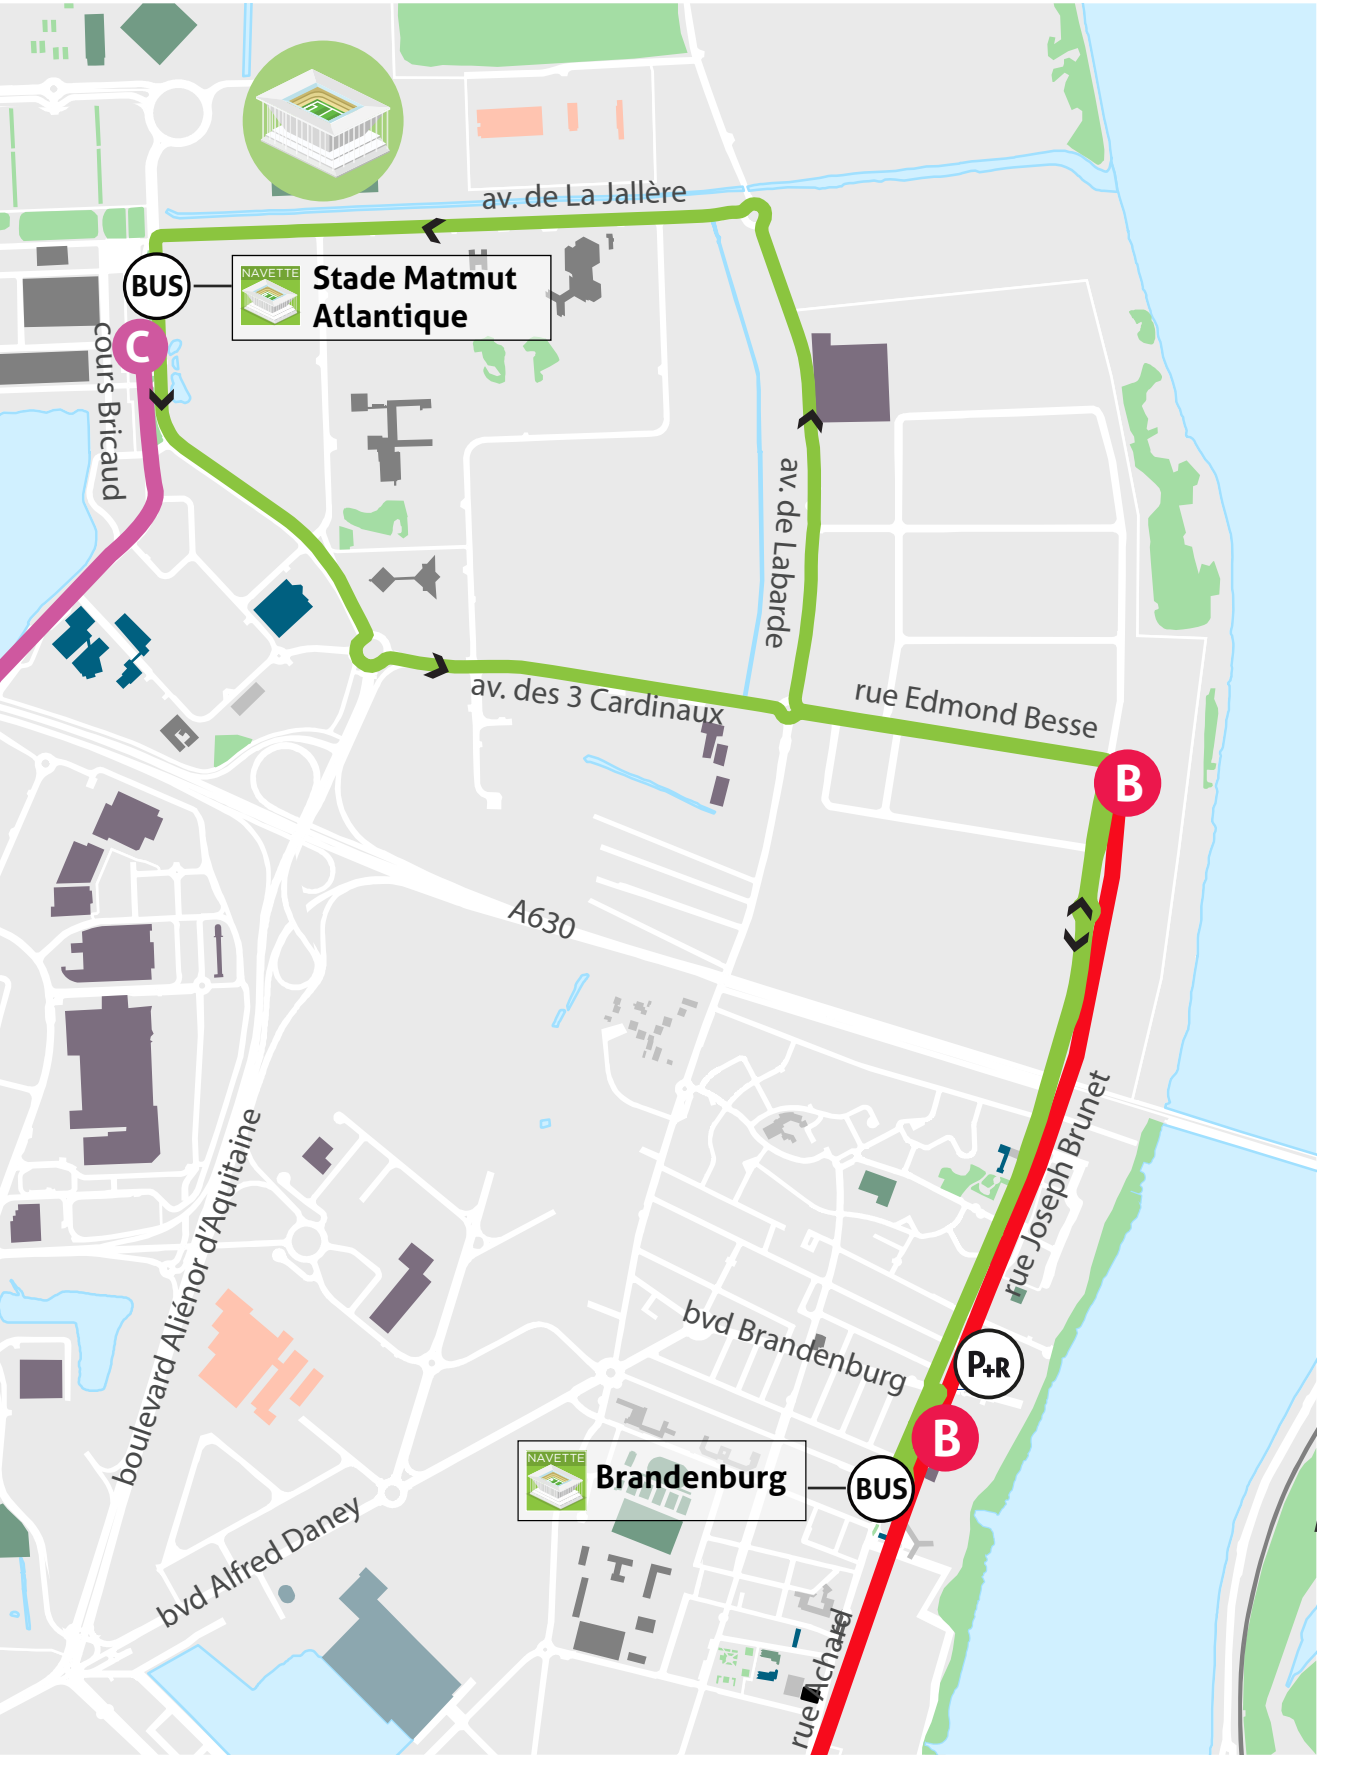 av. de La Jallère
BUS
NAVETTE
Stade Matmut
Atlantique
C
cours Bricaud
av. de Labarde
av. des 3 Cardinaux
rue Edmond Besse
B
A630
rue Joseph Brunet
boulevard Aliénor d'Aquitaine
bvd Brandenburg
P+R
B
NAVETTE
Brandenburg
BUS
bvd Alfred Daney
rue Achard